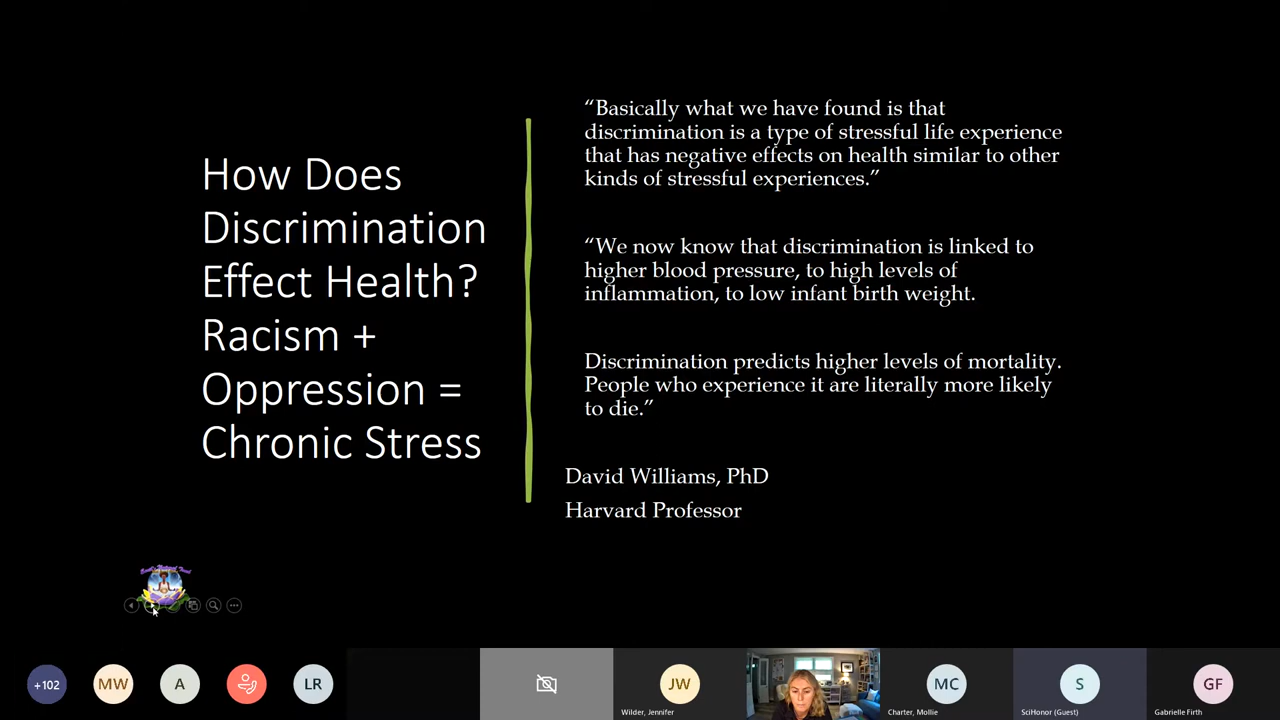 How Does
Discrimination
Effect Health?
Racism +
Oppression =
Chronic Stress
“Basically what we have found is that
discrimination is a type of stressful life experience
that has negative effects on health similar to other
kinds of stressful experiences.”
“We now know that discrimination is linked to
higher blood pressure, to high levels of
inflammation, to low infant birth weight.
Discrimination predicts higher levels of mortality.
People who experience it are literally more likely
to die.”
David Williams, PhD
Harvard Professor
+102
MW
A
LR
JW
Wilder, Jennifer
MC
Charter, Mollie
S
SciHonor (Guest)
GF
Gabrielle Firth